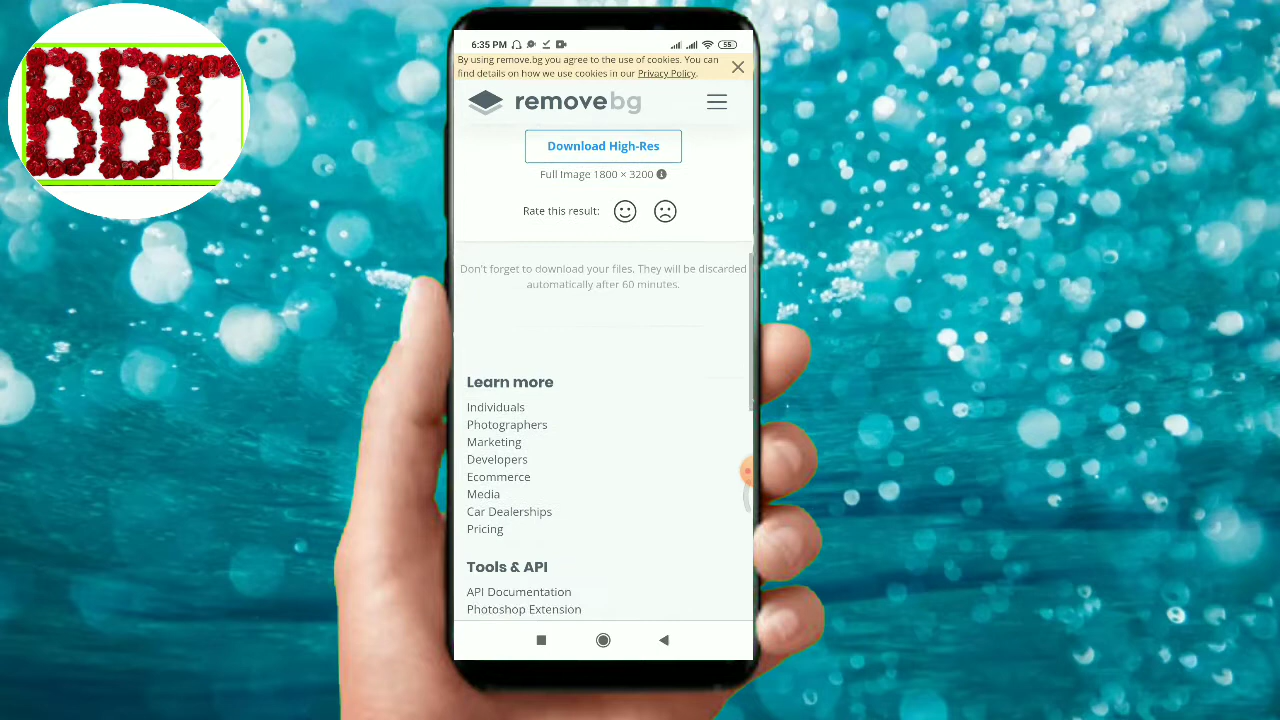 BBT
6:35 PM
55
By using remove.bg you agree to the use of cookies. You can
find details on how we use cookies in our Privacy Policy.
removebg
Download High-Res
Full Image 1800 × 3200
Rate this result:
Don't forget to download your files. They will be discarded
automatically after 60 minutes.
Learn more
Individuals
Photographers
Marketing
Developers
Ecommerce
Media
Car Dealerships
Pricing
Tools & API
API Documentation
Photoshop Extension